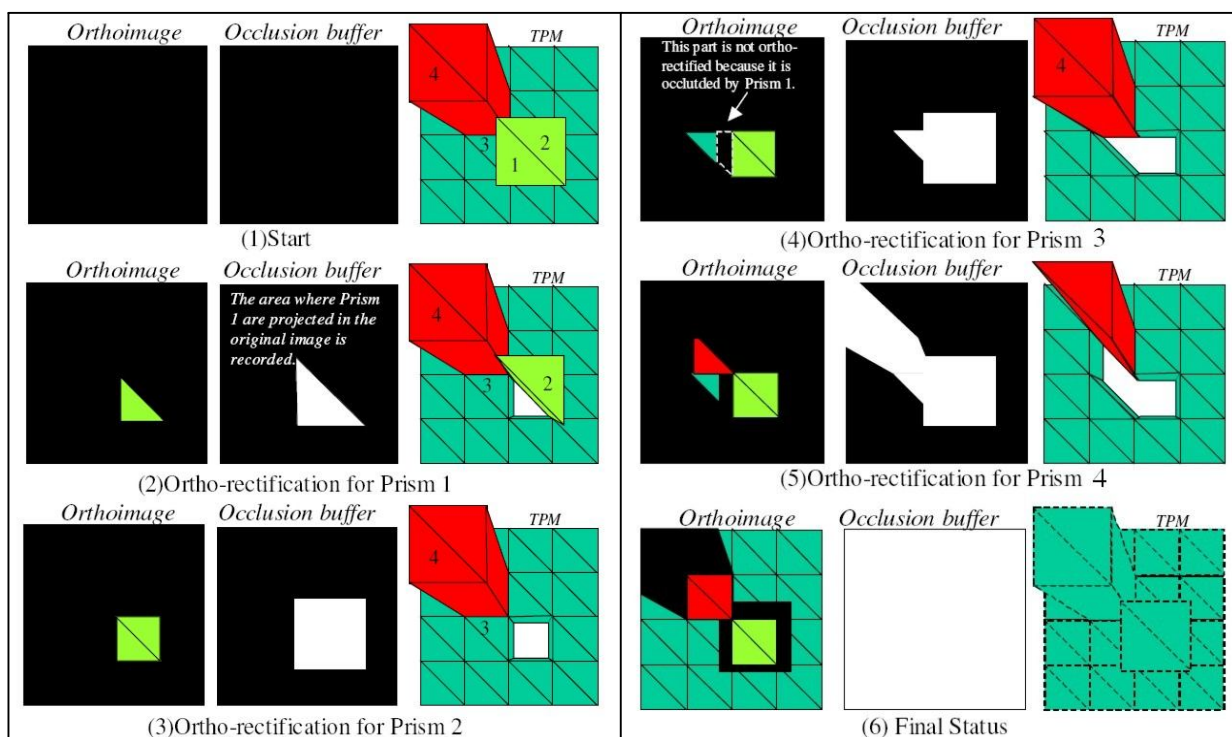 Orthoimage Occlusion buffer TPM
4
3
2
1
(1)Start
Orthoimage Occlusion buffer TPM
The area where Prism
1 are projected in the
original image is
recorded.
4
3
2
(2)Ortho-rectification for Prism 1
Orthoimage Occlusion buffer TPM
4
3
(3)Ortho-rectification for Prism 2
Orthoimage Occlusion buffer TPM
This part is not ortho-
rectified because it is
occlutded by Prism 1.
4
(4)Ortho-rectification for Prism 3
Orthoimage Occlusion buffer TPM
(5)Ortho-rectification for Prism 4
Orthoimage Occlusion buffer TPM
(6) Final Status